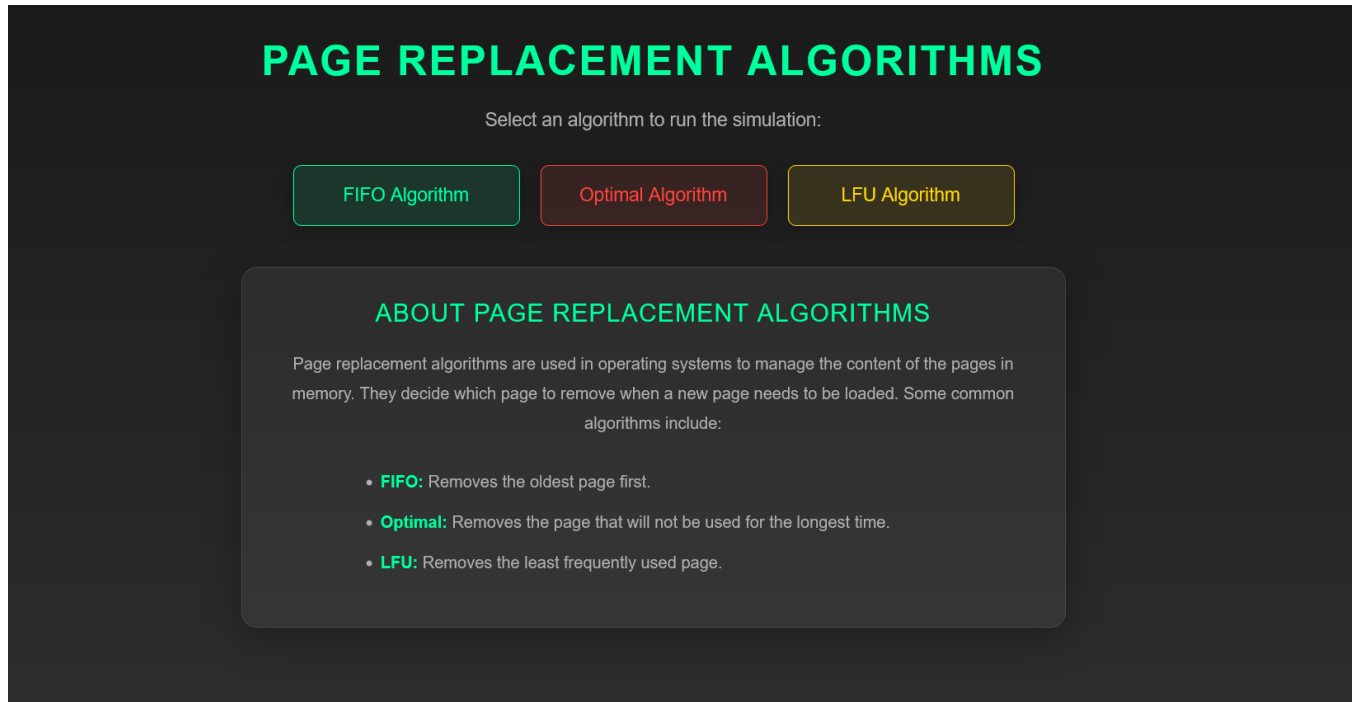 PAGE REPLACEMENT ALGORITHMS
Select an algorithm to run the simulation:
FIFO Algorithm
Optimal Algorithm
LFU Algorithm
ABOUT PAGE REPLACEMENT ALGORITHMS
Page replacement algorithms are used in operating systems to manage the content of the pages in
memory. They decide which page to remove when a new page needs to be loaded. Some common
algorithms include:
• FIFO: Removes the oldest page first.
• Optimal: Removes the page that will not be used for the longest time.
• LFU: Removes the least frequently used page.